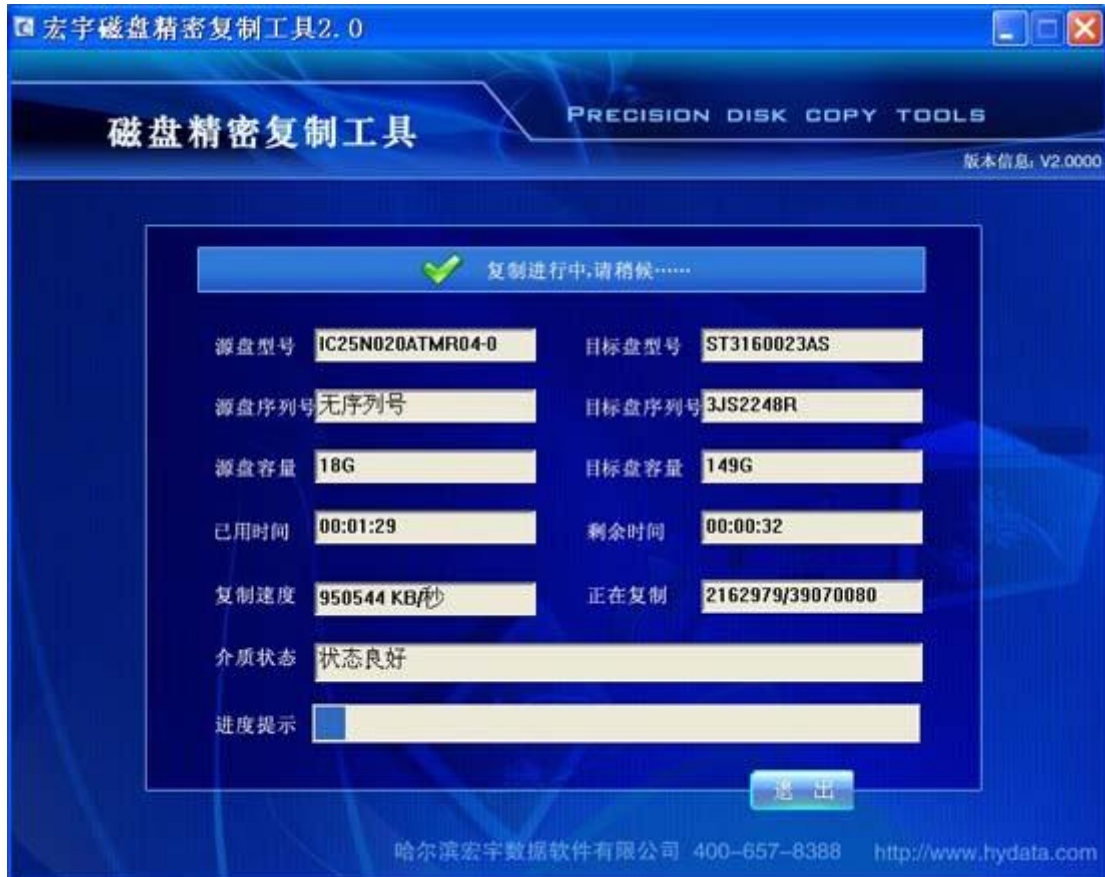 宏宇磁盘精密复制工具2.0
磁盘精密复制工具
PRECISION DISK COPY TOOLS
版本信息: V2.0000
复制进行中,请稍候……
源盘型号 IC25N020ATMR04-0 目标盘型号 ST3160023AS
源盘序列号 无序列号 目标盘序列号 3JS2248R
源盘容量 18G 目标盘容量 149G
已用时间 00:01:29 剩余时间 00:00:32
复制速度 950544 KB/秒 正在复制 2162979/39070080
介质状态 状态良好
进度提示
退 出
哈尔滨宏宇数据软件有限公司 400-657-8388 http://www.hydata.com